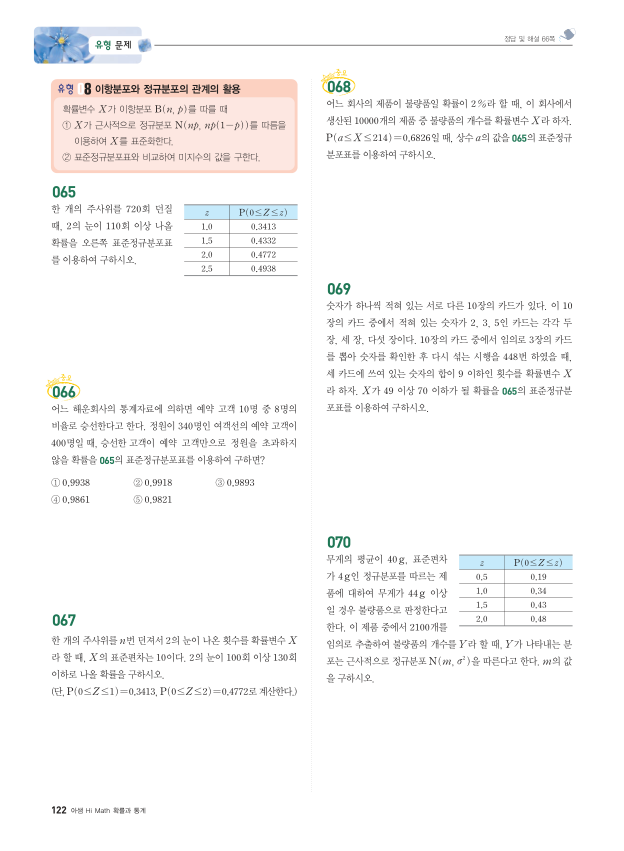 유형 문제
정답 및 해설 66쪽
유형 08 이항분포와 정규분포의 관계의 활용
확률변수 X가 이항분포 B(n, p)를 따를 때
① X가 근사적으로 정규분포 N(np, np(1-p))를 따름을
이용하여 X를 표준화한다.
② 표준정규분포표와 비교하여 미지수의 값을 구한다.
065
한 개의 주사위를 720회 던질
때, 2의 눈이 110회 이상 나올
확률을 오른쪽 표준정규분포표
를 이용하여 구하시오.
z P(0≤Z≤z)
1.0 0.3413
1.5 0.4332
2.0 0.4772
2.5 0.4938
066
어느 해운회사의 통계자료에 의하면 예약 고객 10명 중 8명의
비율로 승선한다고 한다. 정원이 340명인 여객선의 예약 고객이
400명일 때, 승선한 고객이 예약 고객만으로 정원을 초과하지
않을 확률을 065의 표준정규분포표를 이용하여 구하면?
① 0.9938 ② 0.9918 ③ 0.9893
④ 0.9861 ⑤ 0.9821
067
한 개의 주사위를 n번 던져서 2의 눈이 나온 횟수를 확률변수 X
라 할 때, X의 표준편차는 10이다. 2의 눈이 100회 이상 130회
이하로 나올 확률을 구하시오.
(단, P(0≤Z≤1)=0.3413, P(0≤Z≤2)=0.4772로 계산한다.)
068
어느 회사의 제품이 불량품일 확률이 2%라 할 때, 이 회사에서
생산된 10000개의 제품 중 불량품의 개수를 확률변수 X라 하자.
P(a≤X≤214)=0.6826일 때, 상수 a의 값을 065의 표준정규
분포표를 이용하여 구하시오.
069
숫자가 하나씩 적혀 있는 서로 다른 10장의 카드가 있다. 이 10
장의 카드 중에서 적혀 있는 숫자가 2, 3, 5인 카드는 각각 두
장, 세 장, 다섯 장이다. 10장의 카드 중에서 임의로 3장의 카드
를 뽑아 숫자를 확인한 후 다시 섞는 시행을 448번 하였을 때,
세 카드에 쓰여 있는 숫자의 합이 9 이하인 횟수를 확률변수 X
라 하자. X가 49 이상 70 이하가 될 확률을 065의 표준정규분
포표를 이용하여 구하시오.
070
무게의 평균이 40 g, 표준편차
가 4 g인 정규분포를 따르는 제
품에 대하여 무게가 44 g 이상
일 경우 불량품으로 판정한다고
한다. 이 제품 중에서 2100개를
z P(0≤Z≤z)
0.5 0.19
1.0 0.34
1.5 0.43
2.0 0.48
임의로 추출하여 불량품의 개수를 Y라 할 때, Y가 나타내는 분
포는 근사적으로 정규분포 N(m, σ²)을 따른다고 한다. m의 값
을 구하시오.
122 아샘 Hi Math 확률과 통계